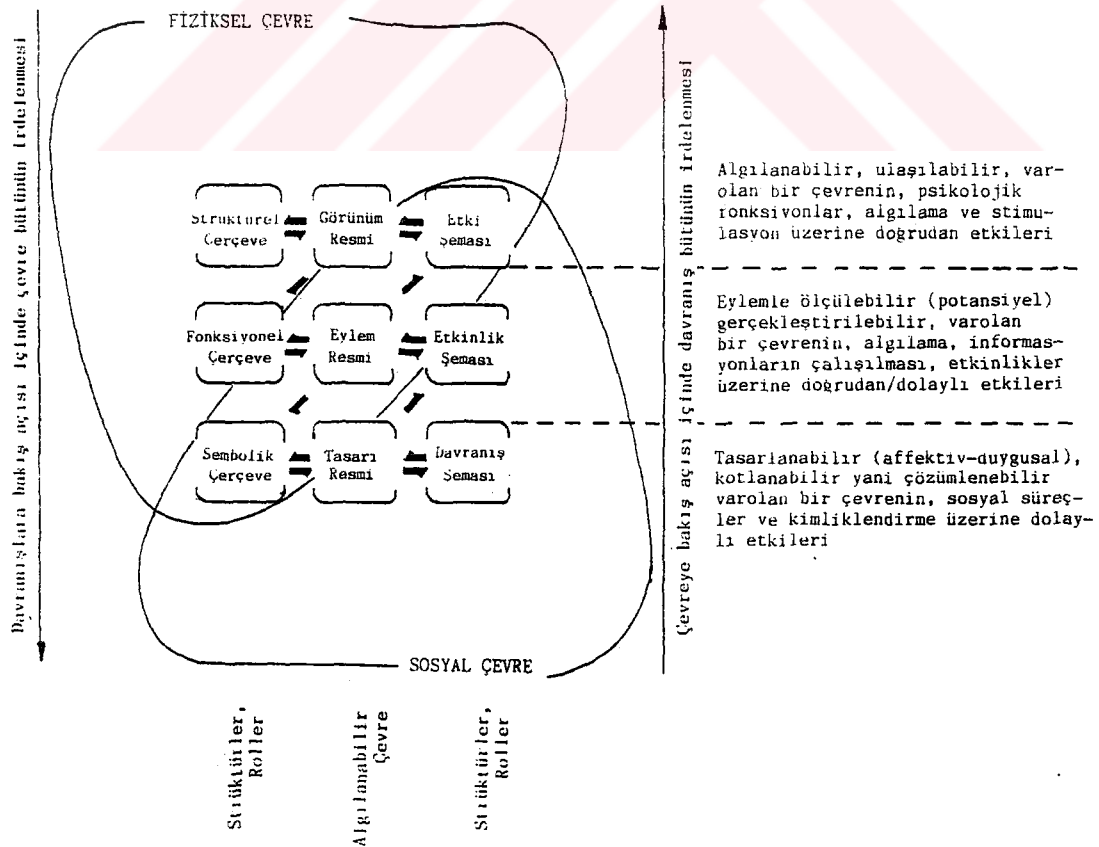 FİZİKSEL ÇEVRE
Davranışlara bakış açısı içinde çevre bütünün irdelenmesi
Strüktürel
Çerçeve
Görünüm
Resmi
Etki
Şeması
Fonksiyonel
Çerçeve
Eylem
Resmi
Etkinlik
Şeması
Sembolik
Çerçeve
Tasarı
Resmi
Davranış
Şeması
SOSYAL ÇEVRE
Çevreye bakış açısı içinde davranış bütünün irdelenmesi
Algılanabilir, ulaşılabilir, var-
olan bir çevrenin, psikolojik
fonksiyonlar, algılama ve stimu-
lasyon üzerine doğrudan etkileri
Eylemle ölçülebilir (potansiyel)
gerçekleştirilebilir, varolan
bir çevrenin, algılama, informas-
yonların çalışılması, etkinlikler
üzerine doğrudan/dolaylı etkileri
Tasarlanabilir (affektiv-duygusal),
kotlanabilir yani çözümlenebilir
varolan bir çevrenin, sosyal süreç-
ler ve kimliklendirme üzerine dolay-
lı etkileri
Strüktürler,
Roller
Algılanabilir
Çevre
Strüktürler,
Roller